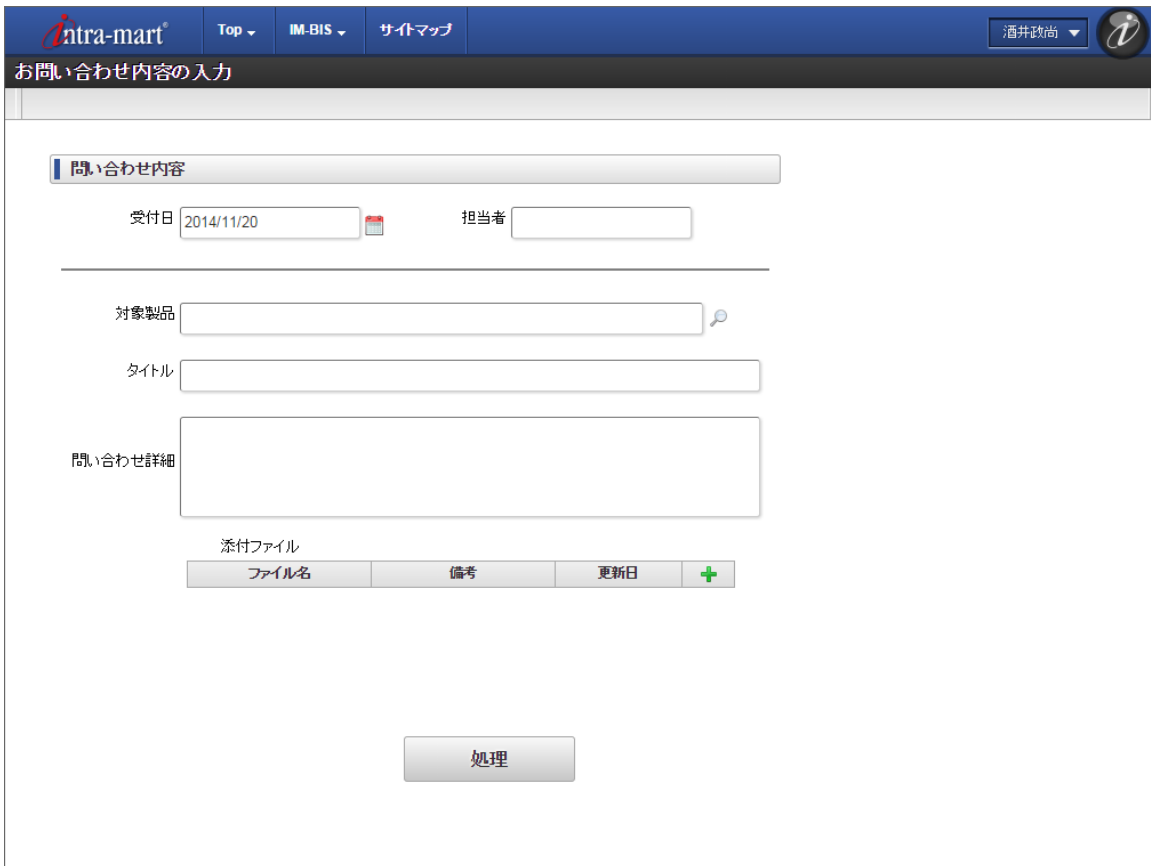 intra-mart® Top IM-BIS サイトマップ 酒井政尚
お問い合わせ内容の入力
問い合わせ内容
受付日 2014/11/20 担当者
対象製品
タイトル
問い合わせ詳細
添付ファイル
ファイル名 備考 更新日
処理